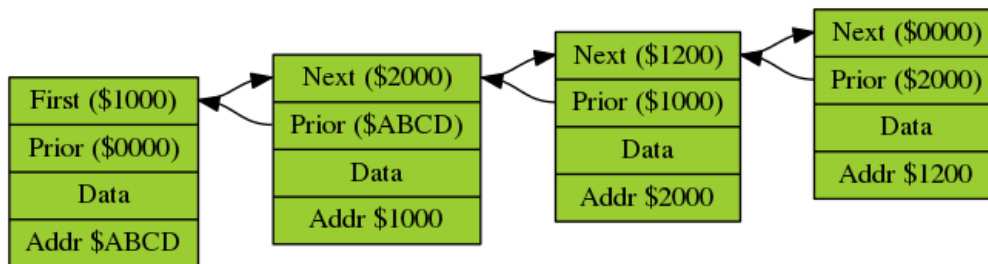 First ($1000)
Prior ($0000)
Data
Addr $ABCD
Next ($2000)
Prior ($ABCD)
Data
Addr $1000
Next ($1200)
Prior ($1000)
Data
Addr $2000
Next ($0000)
Prior ($2000)
Data
Addr $1200